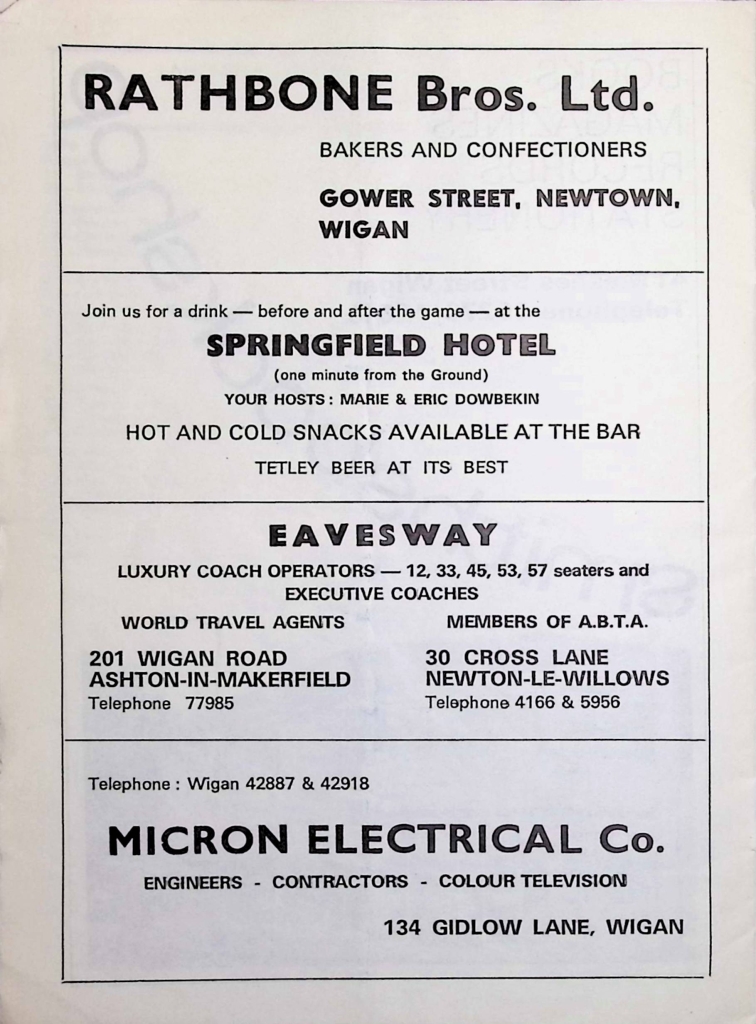 RATHBONE Bros. Ltd.
BAKERS AND CONFECTIONERS
GOWER STREET, NEWTOWN,
WIGAN
Join us for a drink — before and after the game — at the
SPRINGFIELD HOTEL
(one minute from the Ground)
YOUR HOSTS : MARIE & ERIC DOWBEKIN
HOT AND COLD SNACKS AVAILABLE AT THE BAR
TETLEY BEER AT ITS BEST
EAVESWAY
LUXURY COACH OPERATORS — 12, 33, 45, 53, 57 seaters and
EXECUTIVE COACHES
WORLD TRAVEL AGENTS MEMBERS OF A.B.T.A.
201 WIGAN ROAD
ASHTON-IN-MAKERFIELD
Telephone 77985
30 CROSS LANE
NEWTON-LE-WILLOWS
Telephone 4166 & 5956
Telephone : Wigan 42887 & 42918
MICRON ELECTRICAL Co.
ENGINEERS - CONTRACTORS - COLOUR TELEVISION
134 GIDLOW LANE, WIGAN